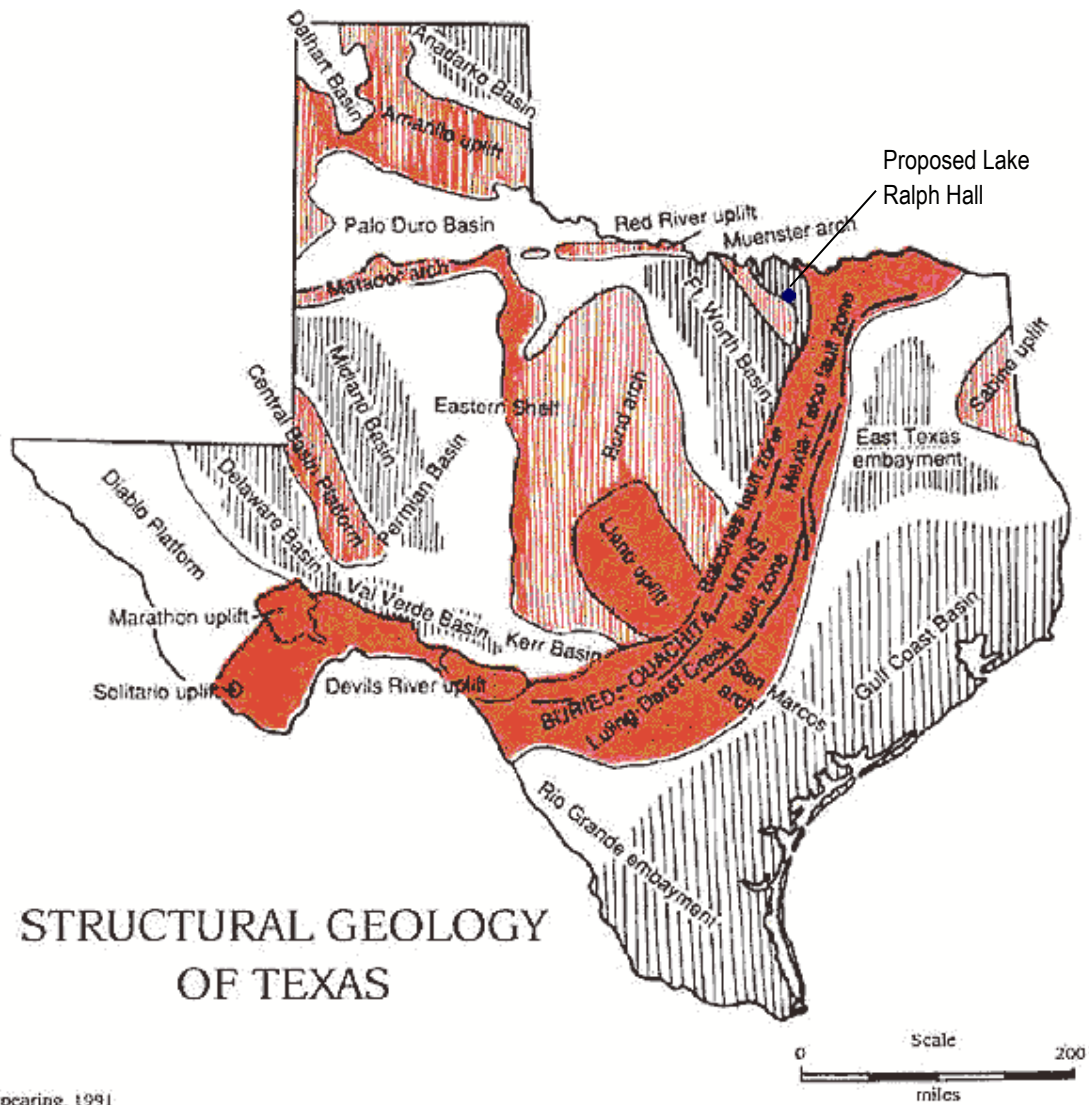 Dalhart Basin
Anadarko Basin
Amarillo uplift
Proposed Lake
Ralph Hall
Palo Duro Basin
Red River uplift
Muenster arch
Matador arch
Ft. Worth Basin
Mexia-Talco fault zone
Midland Basin
Central Basin Platform
Eastern Shelf
Bend arch
Sabine uplift
Permian Basin
East Texas
embayment
Delaware Basin
Diablo Platform
Llano uplift
Balcones fault zone
Marathon uplift
Val Verde Basin
Kerr Basin
BURIED-OUACHITA-MTNS
Luling-Darst Creek fault zone
Solitario uplift
Devils River uplift
San Marcos
arch
Gulf Coast Basin
Rio Grande embayment
STRUCTURAL GEOLOGY
OF TEXAS
Scale
0 200
miles
pearing, 1991